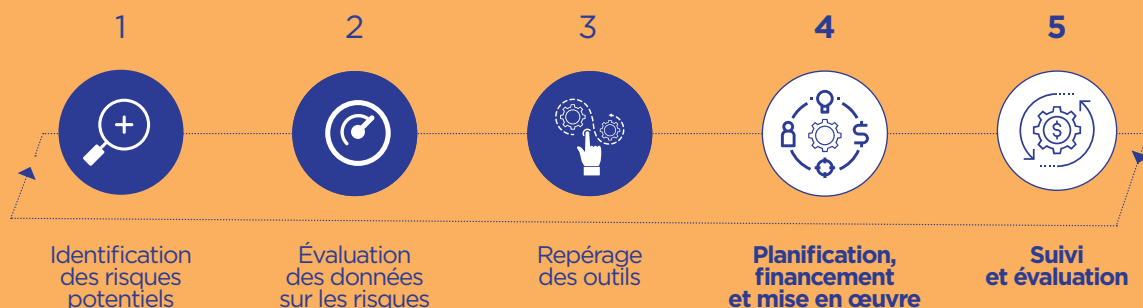 1
Identification
des risques
potentiels
2
Évaluation
des données
sur les risques
3
Repérage
des outils
4
Planification,
financement
et mise en œuvre
5
Suivi
et évaluation